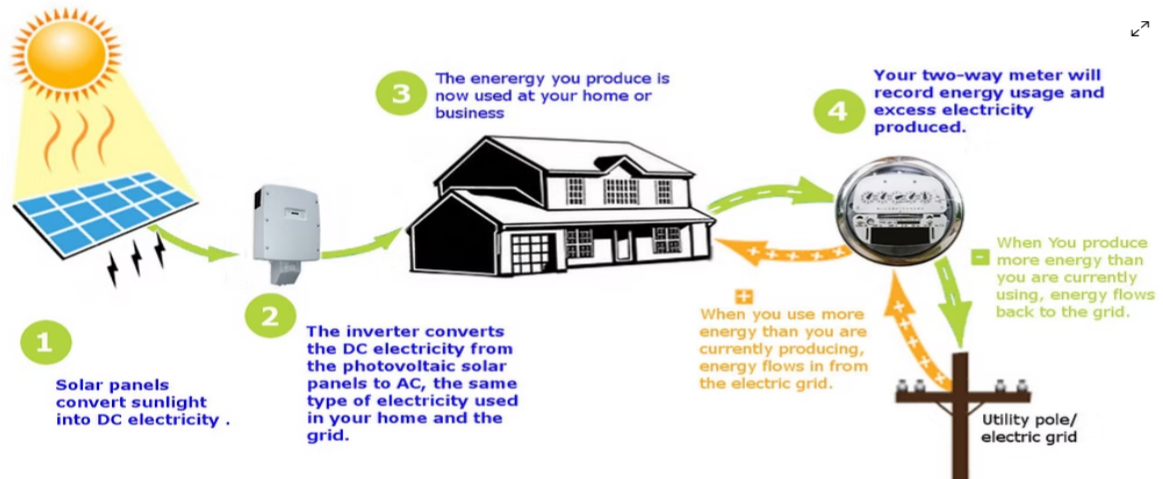 1
Solar panels
convert sunlight
into DC electricity .
2
The inverter converts
the DC electricity from
the photovoltaic solar
panels to AC, the same
type of electricity used
in your home and the
grid.
3
The enerergy you produce is
now used at your home or
business
4
Your two-way meter will
record energy usage and
excess electricity
produced.
+
When you use more
energy than you are
currently producing,
energy flows in from
the electric grid.
-
When You produce
more energy than
you are currently
using, energy flows
back to the grid.
Utility pole/
electric grid